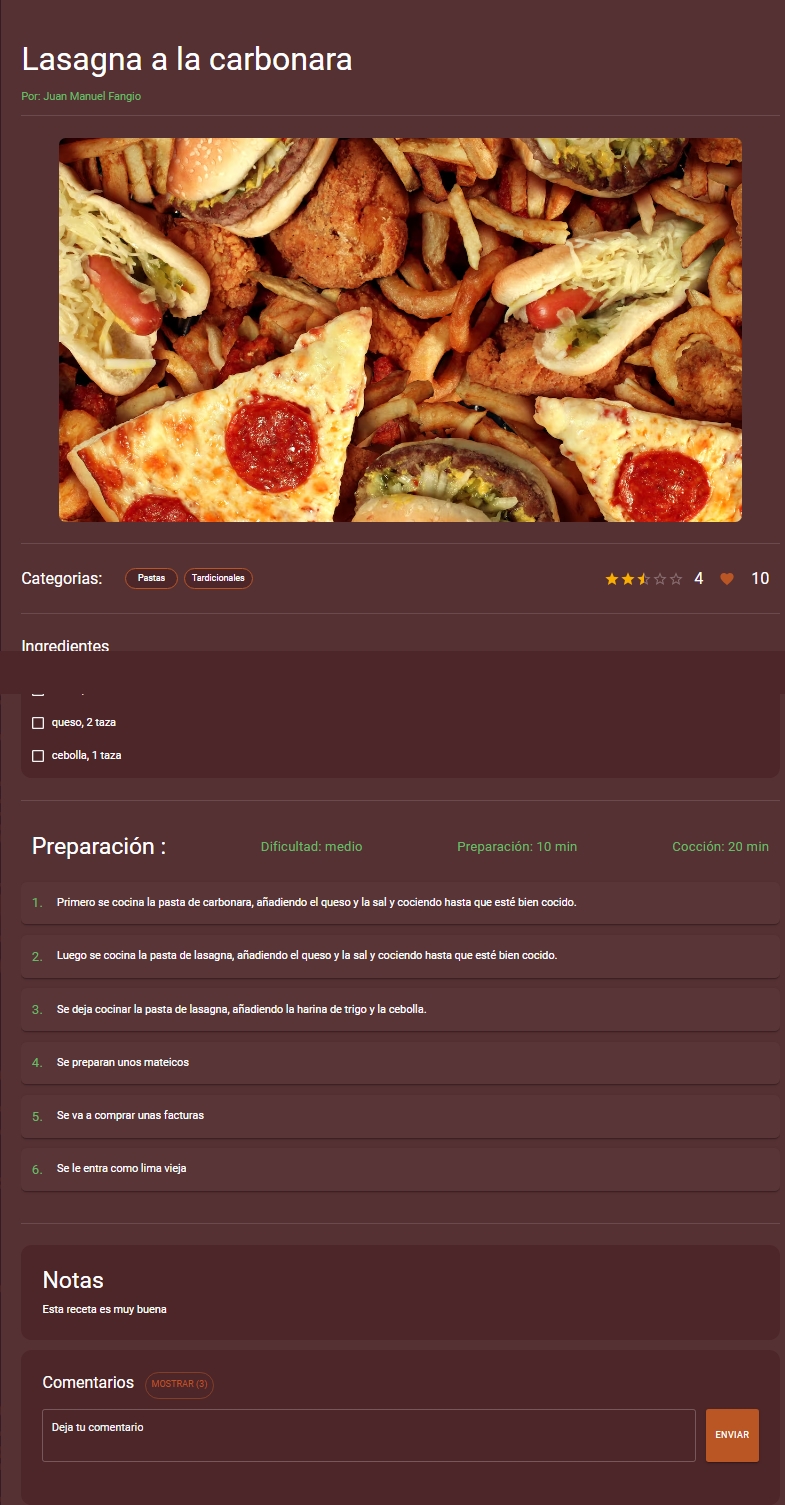 Lasagna a la carbonara
Por: Juan Manuel Fangio
Categorias: Pastas Tardicionales 4 10
Ingredientes
queso, 2 taza
cebolla, 1 taza
Preparación : Dificultad: medio Preparación: 10 min Cocción: 20 min
1. Primero se cocina la pasta de carbonara, añadiendo el queso y la sal y cociendo hasta que esté bien cocido.
2. Luego se cocina la pasta de lasagna, añadiendo el queso y la sal y cociendo hasta que esté bien cocido.
3. Se deja cocinar la pasta de lasagna, añadiendo la harina de trigo y la cebolla.
4. Se preparan unos mateicos
5. Se va a comprar unas facturas
6. Se le entra como lima vieja
Notas
Esta receta es muy buena
Comentarios MOSTRAR (3)
Deja tu comentario
ENVIAR